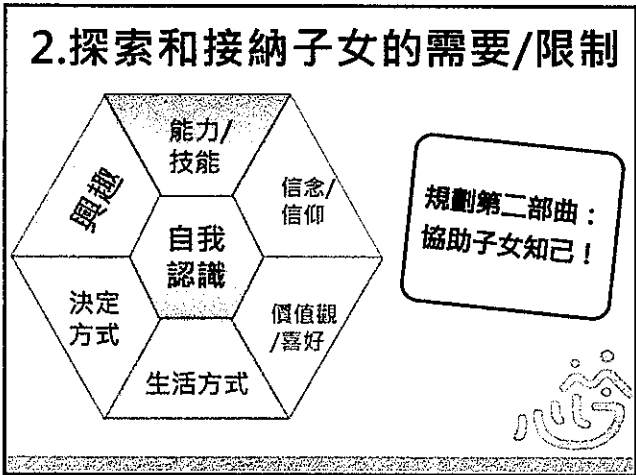 2.探索和接納子女的需要/限制
能力/
技能
興趣
信念/
信仰
自我
認識
決定
方式
價值觀
/喜好
生活方式
規劃第二部曲：
協助子女知己！